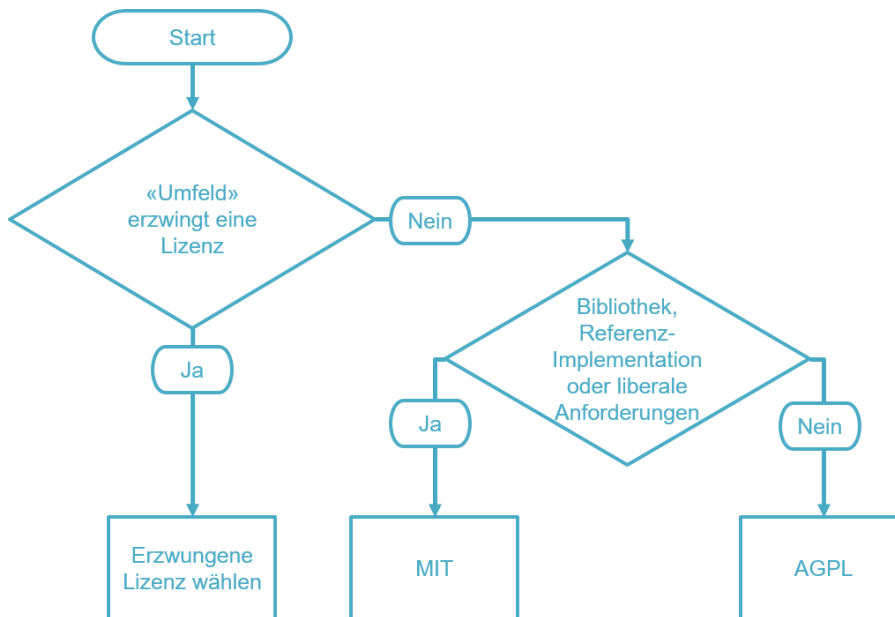 Start
«Umfeld»
erzwingt eine
Lizenz
Nein
Bibliothek,
Referenz-
Implementation
oder liberale
Anforderungen
Ja
Ja
Nein
Erzwungene
Lizenz wählen
MIT
AGPL